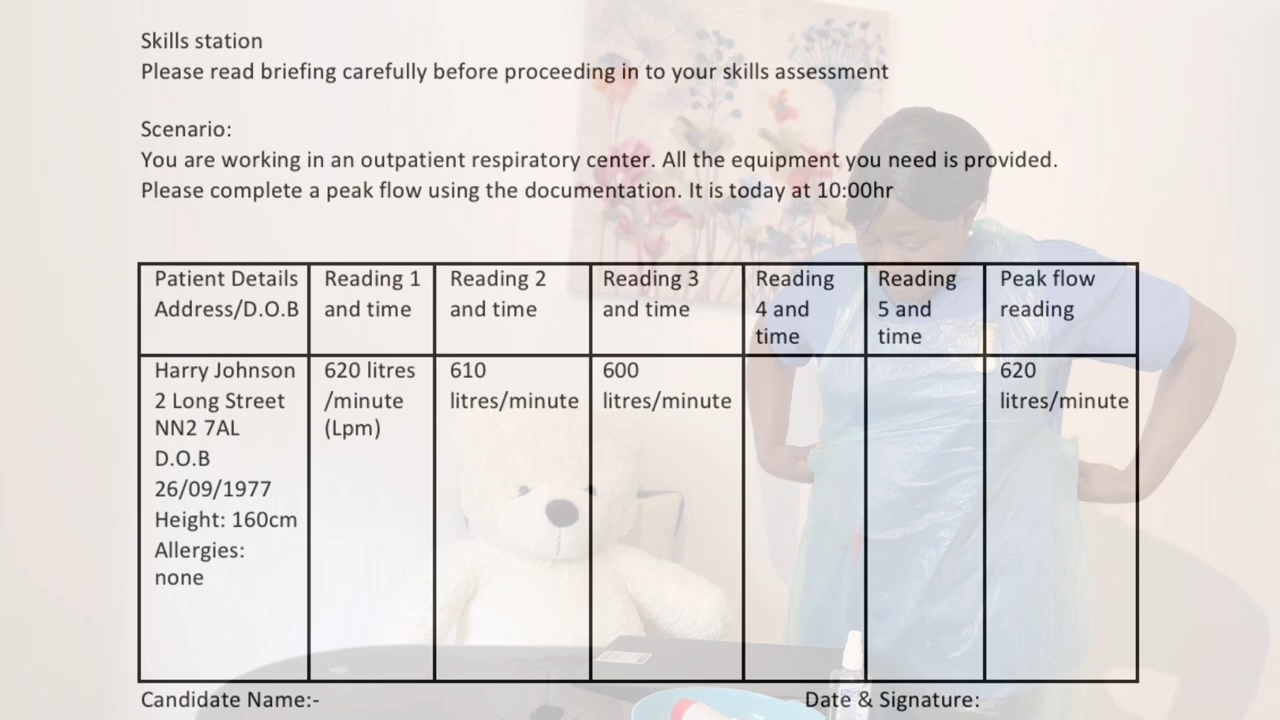 Skills station
Please read briefing carefully before proceeding in to your skills assessment
Scenario:
You are working in an outpatient respiratory center. All the equipment you need is provided.
Please complete a peak flow using the documentation. It is today at 10:00hr
Patient Details
Address/D.O.B
Reading 1
and time
Reading 2
and time
Reading 3
and time
Reading
4 and
time
Reading
5 and
time
Peak flow
reading
Harry Johnson
2 Long Street
NN2 7AL
D.O.B
26/09/1977
Height: 160cm
Allergies:
none
620 litres
/minute
(Lpm)
610
litres/minute
600
litres/minute
620
litres/minute
Candidate Name:-
Date & Signature: